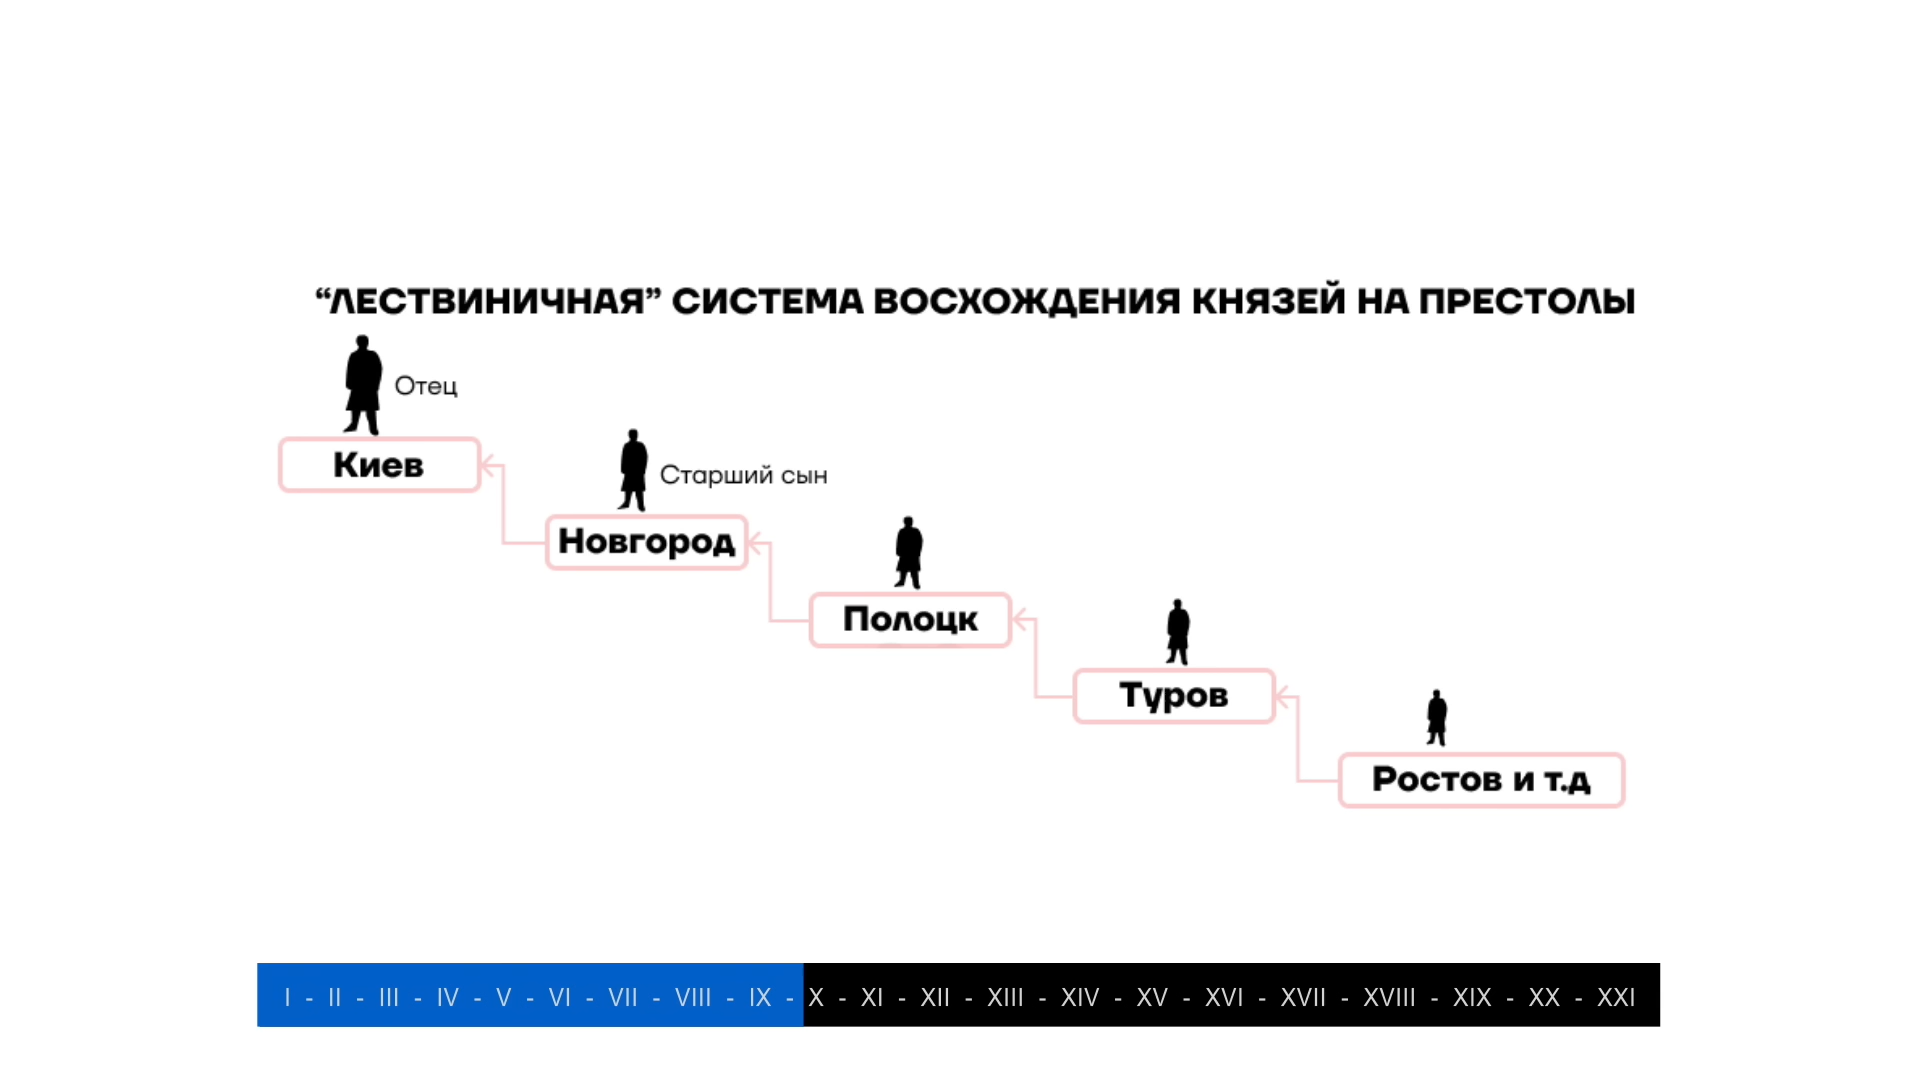 “ЛЕСТВИНИЧНАЯ” СИСТЕМА ВОСХОЖДЕНИЯ КНЯЗЕЙ НА ПРЕСТОЛЫ
Отец
Киев
Старший сын
Новгород
Полоцк
Туров
Ростов и т.д
I - II - III - IV - V - VI - VII - VIII - IX - X - XI - XII - XIII - XIV - XV - XVI - XVII - XVIII - XIX - XX - XXI